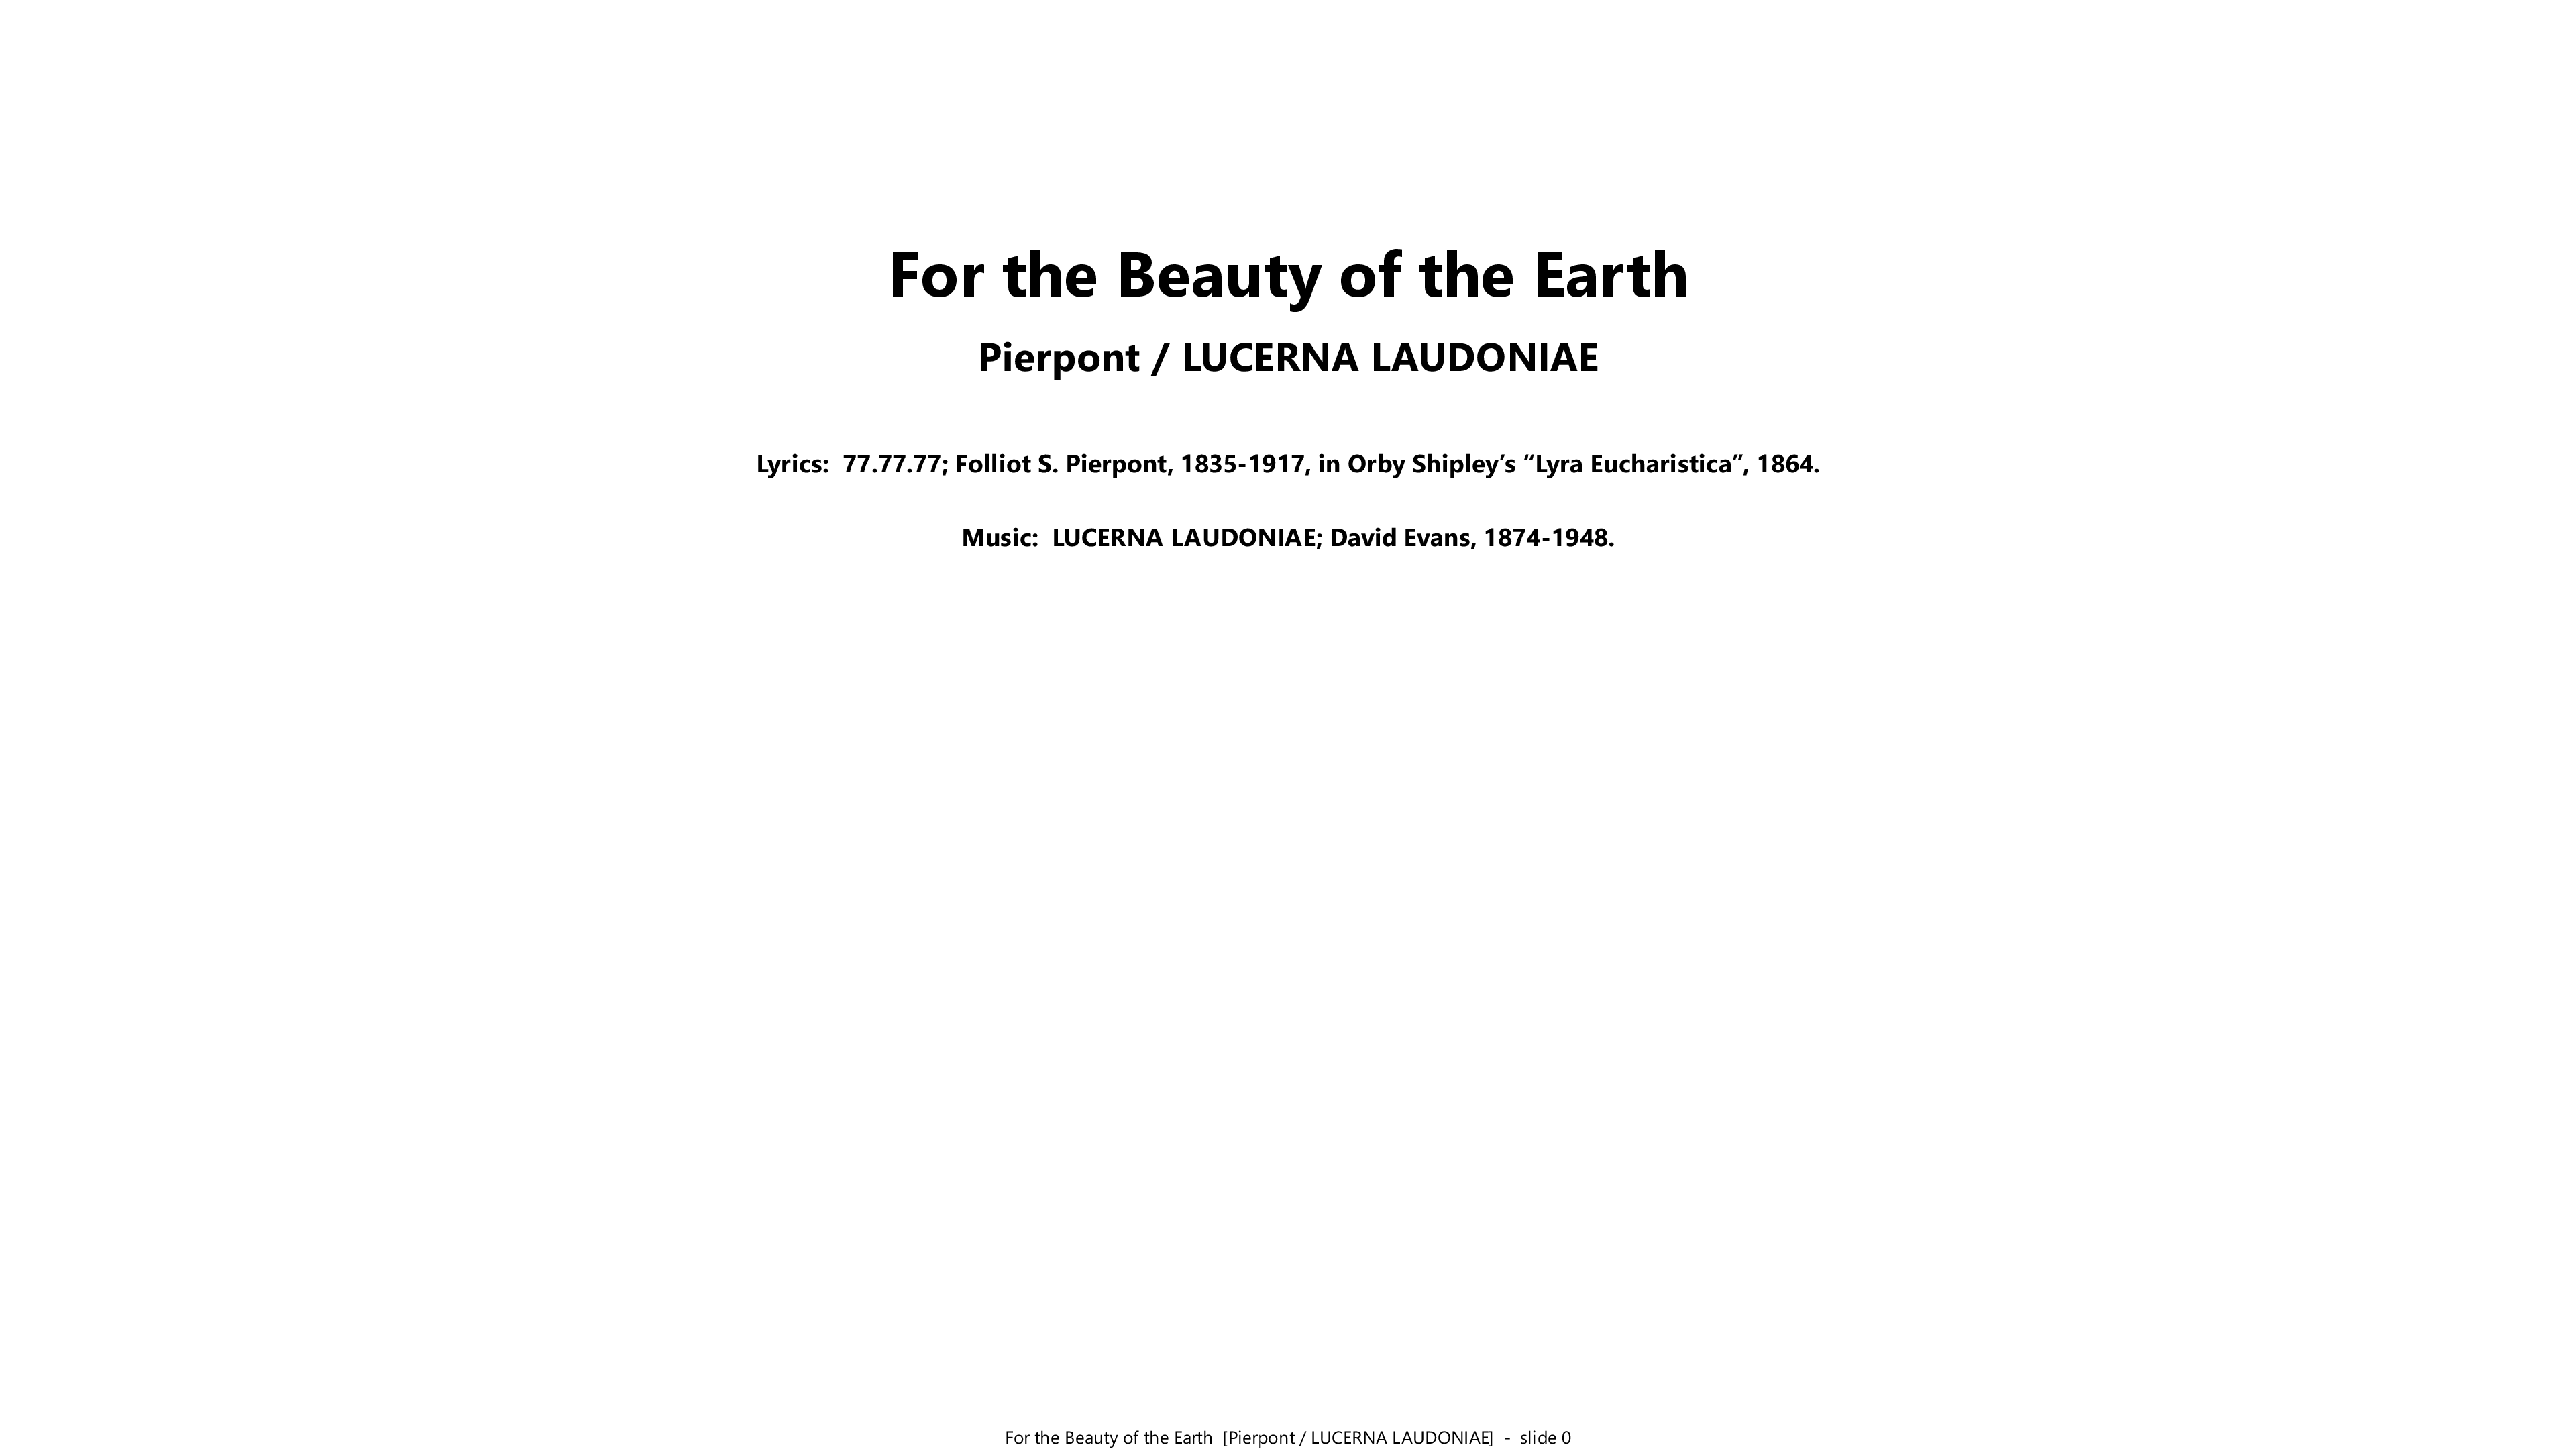 For the Beauty of the Earth
Pierpont / LUCERNA LAUDONIAE
Lyrics:  77.77.77; Folliot S. Pierpont, 1835-1917, in Orby Shipley’s “Lyra Eucharistica”, 1864.
Music:  LUCERNA LAUDONIAE; David Evans, 1874-1948.
For the Beauty of the Earth  [Pierpont / LUCERNA LAUDONIAE]  -  slide 0